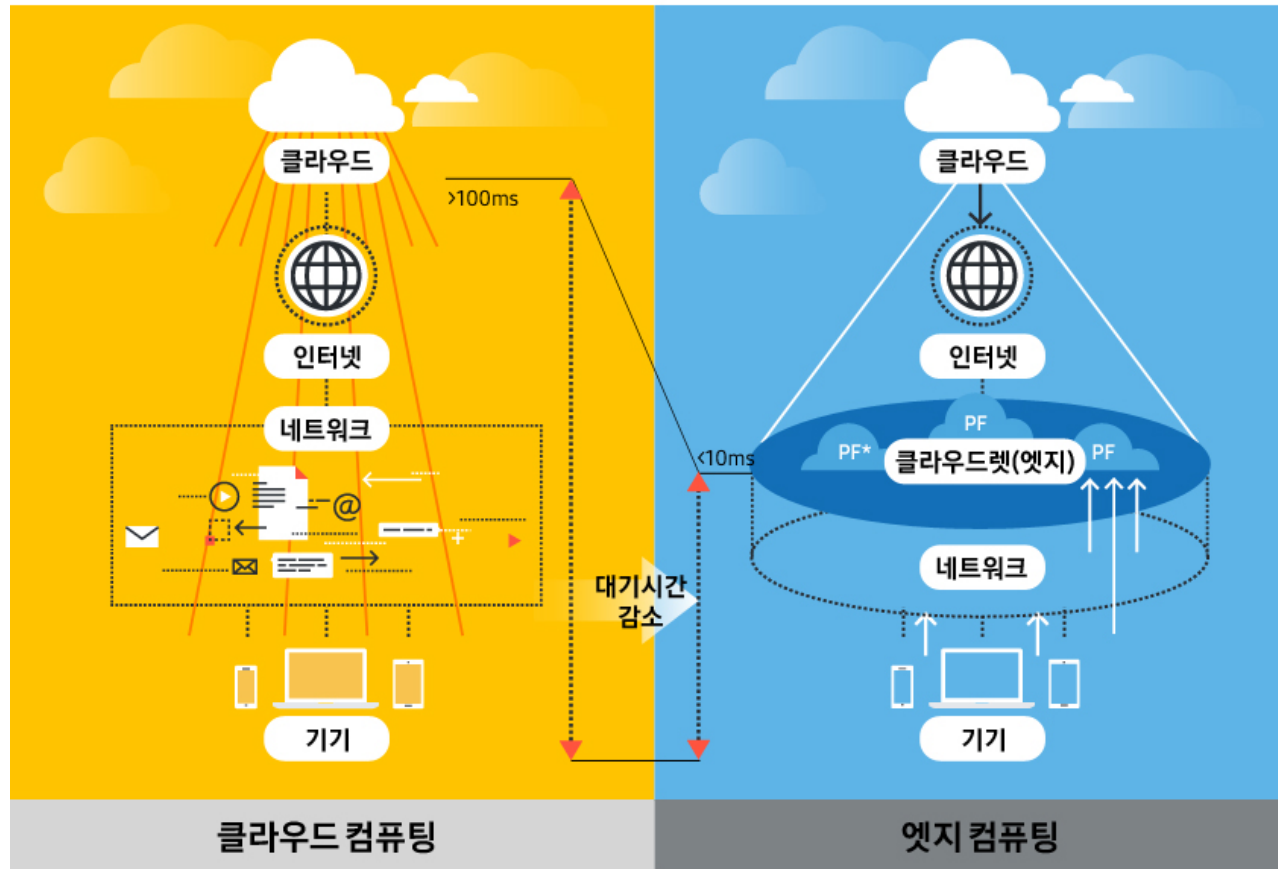 클라우드
>100ms
인터넷
네트워크
@
기기
클라우드 컴퓨팅
대기시간
감소
클라우드
인터넷
PF
PF*
클라우드렛(엣지)
PF
<10ms
네트워크
기기
엣지 컴퓨팅